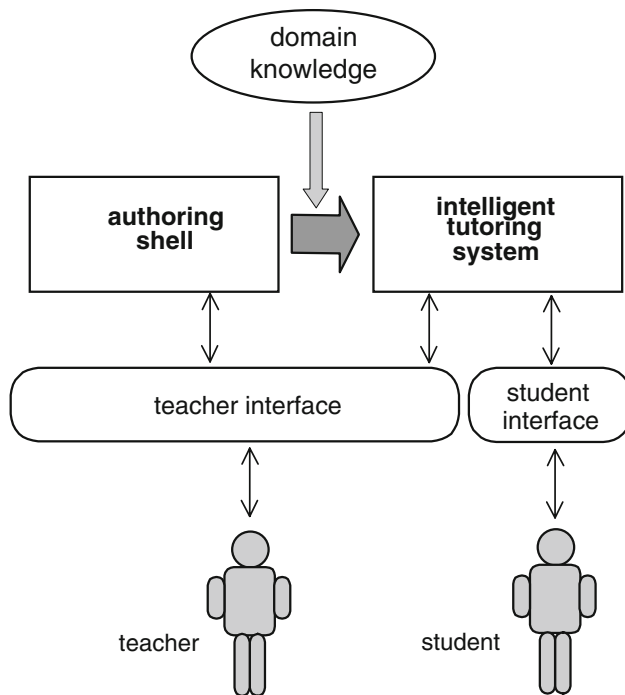 domain
knowledge
authoring
shell
intelligent
tutoring
system
teacher interface
student
interface
teacher
student